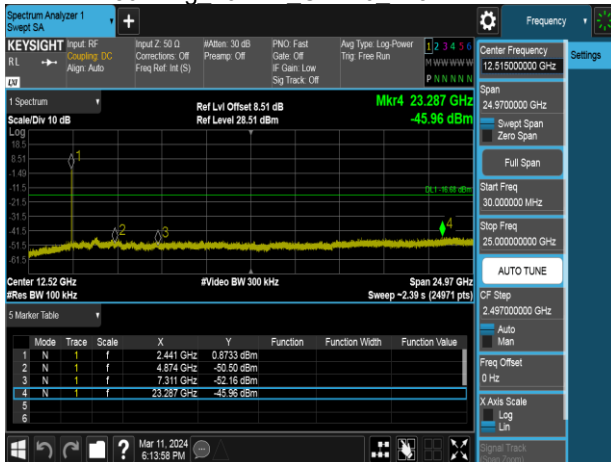 Spectrum Analyzer 1
Swept SA
+
Frequency
KEYSIGHT
RL
LXI
Input: RF
Coupling: DC
Align: Auto
Input Z: 50 Ω
Corrections: Off
Freq Ref: Int (S)
#Atten: 30 dB
Preamp: Off
PNO: Fast
Gate: Off
IF Gain: Low
Sig Track: Off
Avg Type: Log-Power
Trig: Free Run
1 2 3 4 5 6
M W W W W W
P N N N N N
Center Frequency
12.515000000 GHz
Settings
Span
24.9700000 GHz
Swept Span
Zero Span
Full Span
Start Freq
30.000000 MHz
Stop Freq
25.000000000 GHz
AUTO TUNE
CF Step
2.497000000 GHz
Auto
Man
Freq Offset
0 Hz
X Axis Scale
Log
Lin
Signal Track
(Span Zoom)
1 Spectrum
Scale/Div 10 dB
Ref Lvl Offset 8.51 dB
Ref Level 28.51 dBm
Mkr4 23.287 GHz
-45.96 dBm
Log
18.5
8.51
-1.49
-11.5
-21.5
-31.5
-41.5
-51.5
-61.5
1
2
3
4
DL1 -16.68 dBm
Center 12.52 GHz
#Res BW 100 kHz
#Video BW 300 kHz
Span 24.97 GHz
Sweep ~2.39 s (24971 pts)
5 Marker Table
Mode Trace Scale X Y Function Function Width Function Value
1 N 1 f 2.441 GHz 0.8733 dBm
2 N 1 f 4.874 GHz -50.50 dBm
3 N 1 f 7.311 GHz -52.16 dBm
4 N 1 f 23.287 GHz -45.96 dBm
5
6
?
Mar 11, 2024
6:13:58 PM